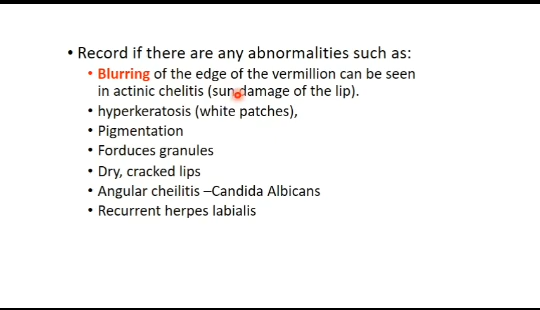 • Record if there are any abnormalities such as:
• Blurring of the edge of the vermillion can be seen
in actinic chelitis (sun damage of the lip).
• hyperkeratosis (white patches),
• Pigmentation
• Forduces granules
• Dry, cracked lips
• Angular cheilitis –Candida Albicans
• Recurrent herpes labialis